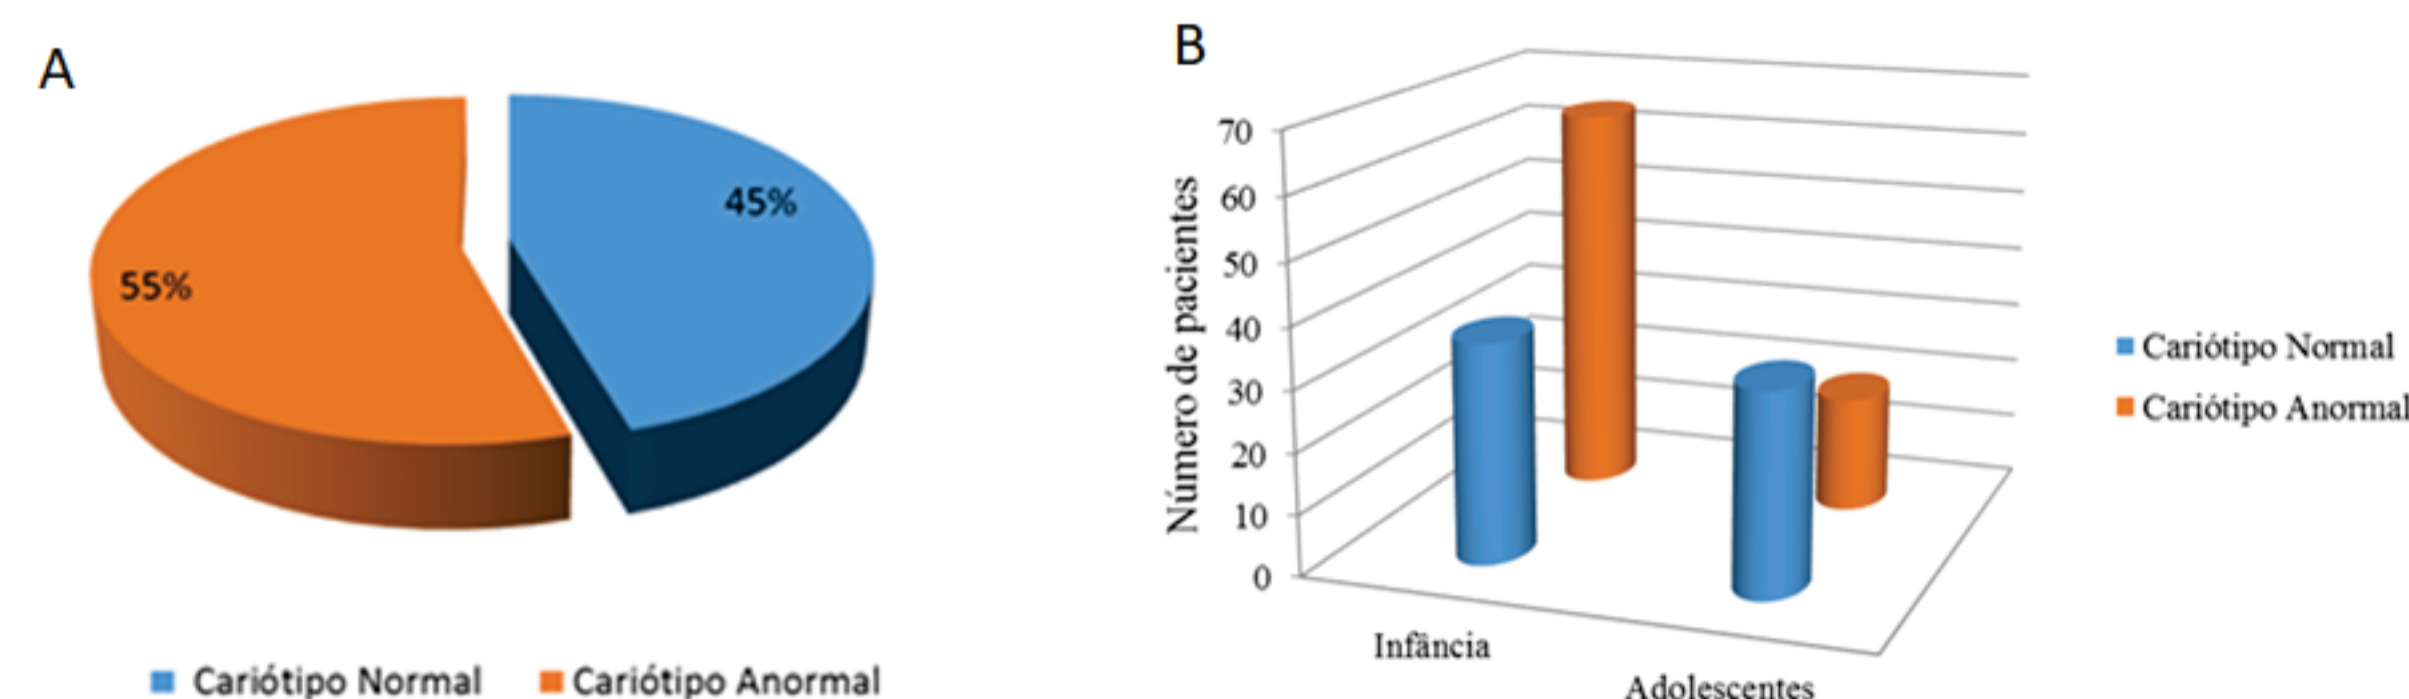 A
45%
55%
Cariótipo Normal
Cariótipo Anormal
B
Número de pacientes
70
60
50
40
30
20
10
0
Infância
Adolescentes
Cariótipo Normal
Cariótipo Anormal